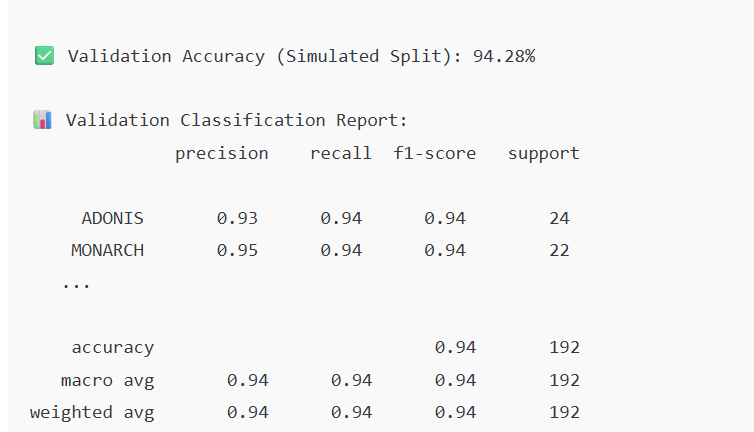 ✅ Validation Accuracy (Simulated Split): 94.28%
📊 Validation Classification Report:
precision recall f1-score support
ADONIS 0.93 0.94 0.94 24
MONARCH 0.95 0.94 0.94 22
...
accuracy 0.94 192
macro avg 0.94 0.94 0.94 192
weighted avg 0.94 0.94 0.94 192